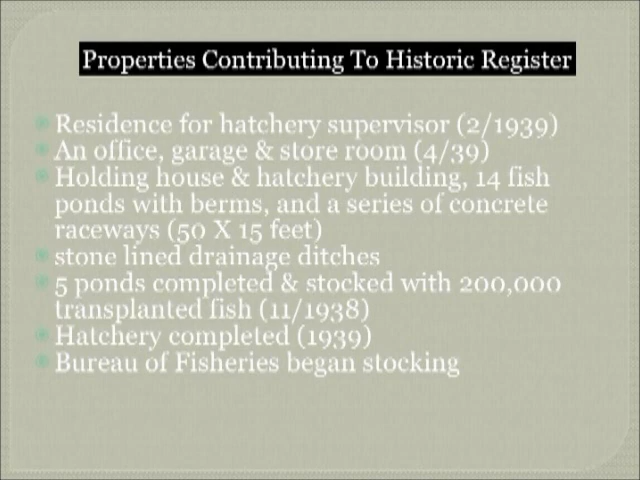 Properties Contributing To Historic Register
Residence for hatchery supervisor (2/1939)
An office, garage & store room (4/39)
Holding house & hatchery building, 14 fish
ponds with berms, and a series of concrete
raceways (50 X 15 feet)
stone lined drainage ditches
5 ponds completed & stocked with 200,000
transplanted fish (11/1938)
Hatchery completed (1939)
Bureau of Fisheries began stocking